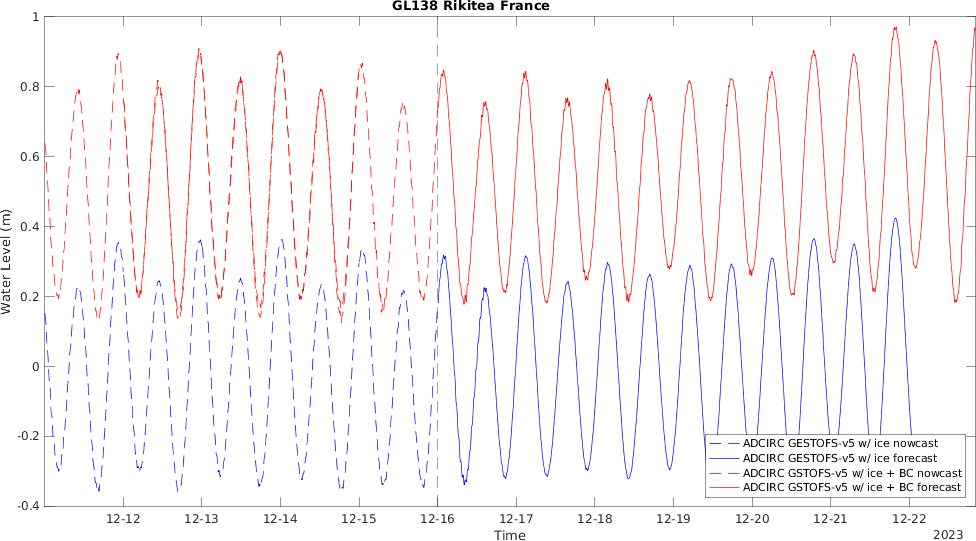 GL138 Rikitea France
1
0.8
0.6
0.4
0.2
0
-0.2
-0.4
Water Level (m)
ADCIRC GESTOFS-v5 w/ ice nowcast
ADCIRC GESTOFS-v5 w/ ice forecast
ADCIRC GSTOFS-v5 w/ ice + BC nowcast
ADCIRC GSTOFS-v5 w/ ice + BC forecast
12-12 12-13 12-14 12-15 12-16 12-17 12-18 12-19 12-20 12-21 12-22
Time
2023